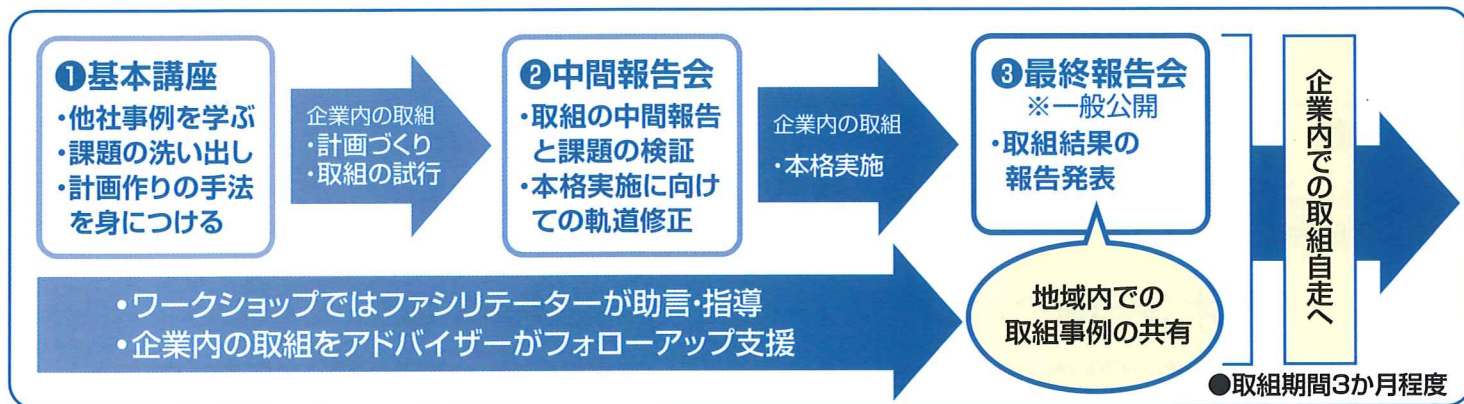 ❶基本講座
・他社事例を学ぶ
・課題の洗い出し
・計画作りの手法
を身につける
企業内の取組
・計画づくり
・取組の試行
❷中間報告会
・取組の中間報告
と課題の検証
・本格実施に向け
ての軌道修正
企業内の取組
・本格実施
❸最終報告会
※一般公開
・取組結果の
報告発表
企業内での取組自走へ
・ワークショップではファシリテーターが助言・指導
・企業内の取組をアドバイザーがフォローアップ支援
地域内での
取組事例の共有
●取組期間3か月程度